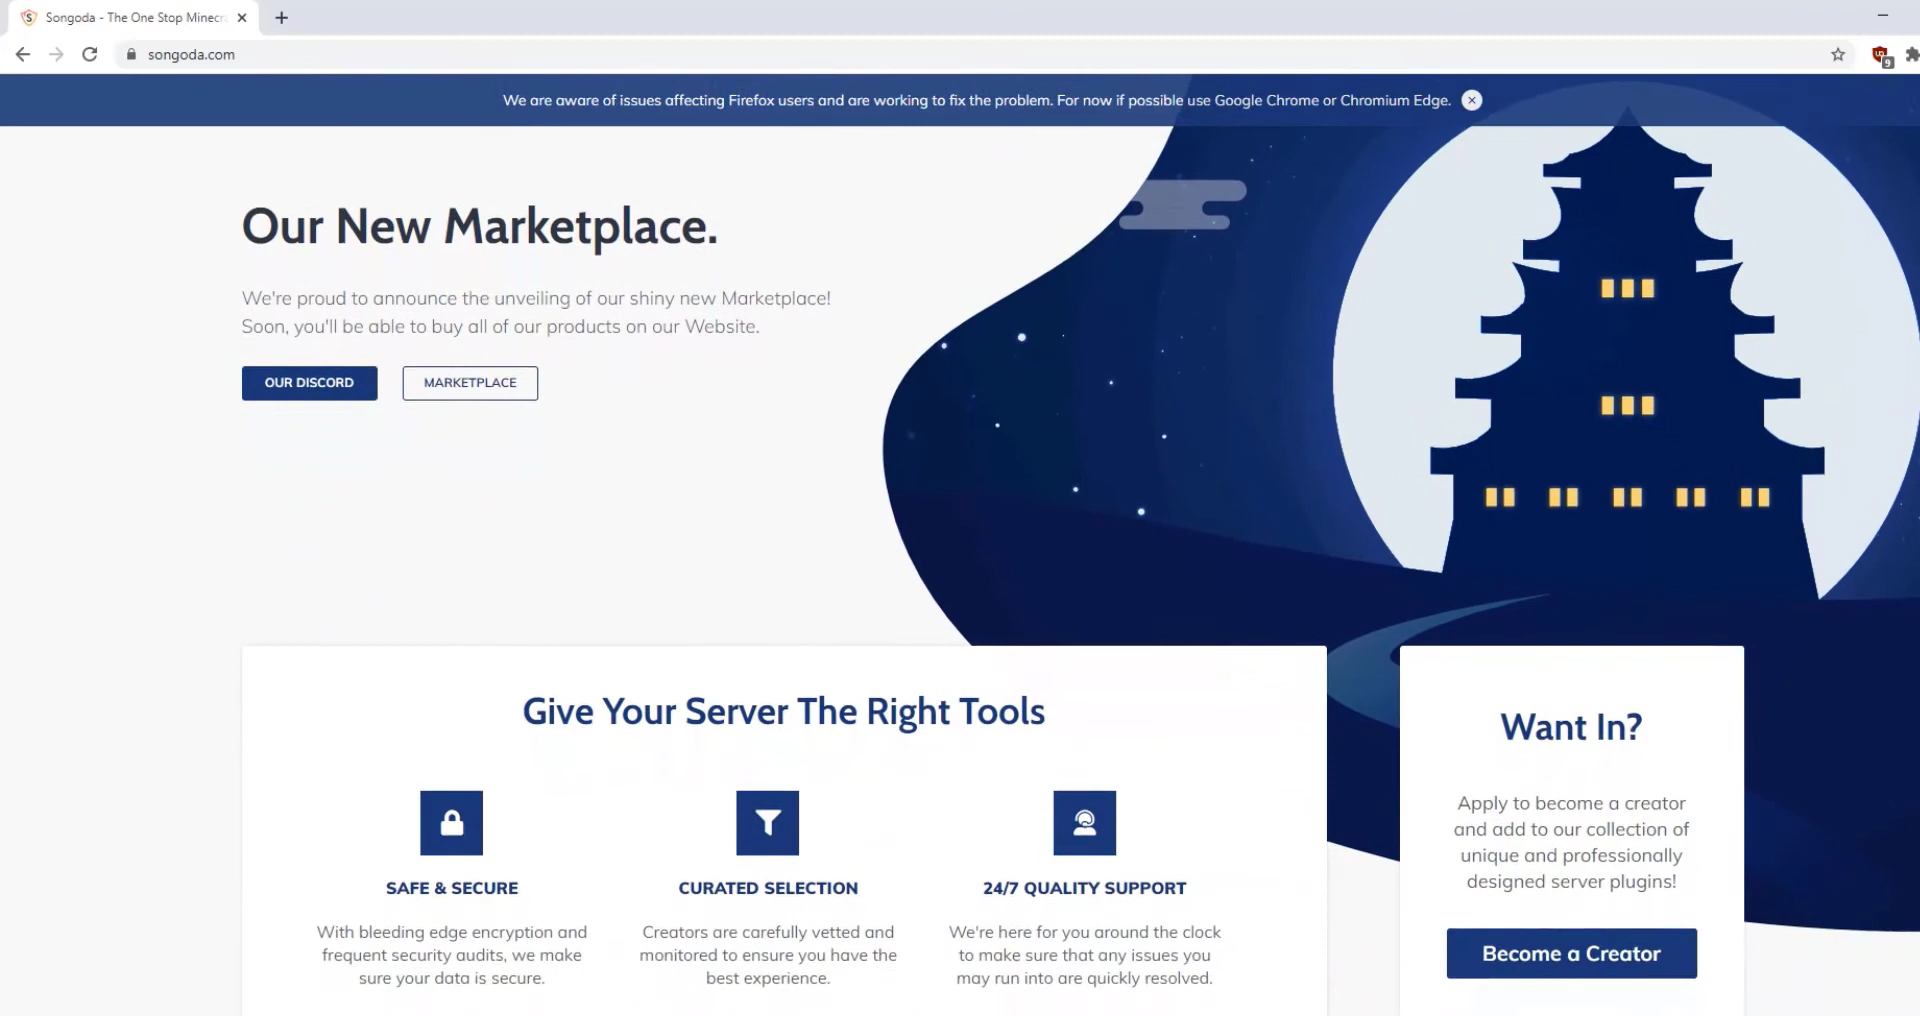 Songoda - The One Stop Minecr
songoda.com
9
We are aware of issues affecting Firefox users and are working to fix the problem. For now if possible use Google Chrome or Chromium Edge.
Our New Marketplace.
We're proud to announce the unveiling of our shiny new Marketplace!
Soon, you'll be able to buy all of our products on our Website.
OUR DISCORD
MARKETPLACE
Give Your Server The Right Tools
SAFE & SECURE
With bleeding edge encryption and
frequent security audits, we make
sure your data is secure.
CURATED SELECTION
Creators are carefully vetted and
monitored to ensure you have the
best experience.
24/7 QUALITY SUPPORT
We're here for you around the clock
to make sure that any issues you
may run into are quickly resolved.
Want In?
Apply to become a creator
and add to our collection of
unique and professionally
designed server plugins!
Become a Creator